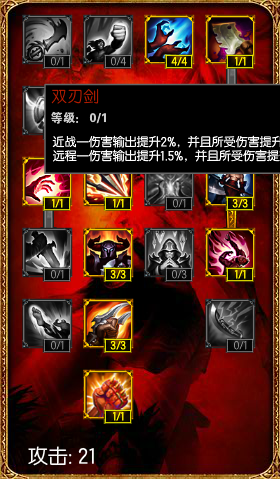 0/1 0/4 4/4 1/1
双刃剑
等级： 0/1
近战—伤害输出提升2%，并且所受伤害提升
远程—伤害输出提升1.5%，并且所受伤害提
1/1 1/1 0/1 3/3
0/1 3/3 0/3 1/1
0/1 3/3 0/1
1/1
攻击: 21